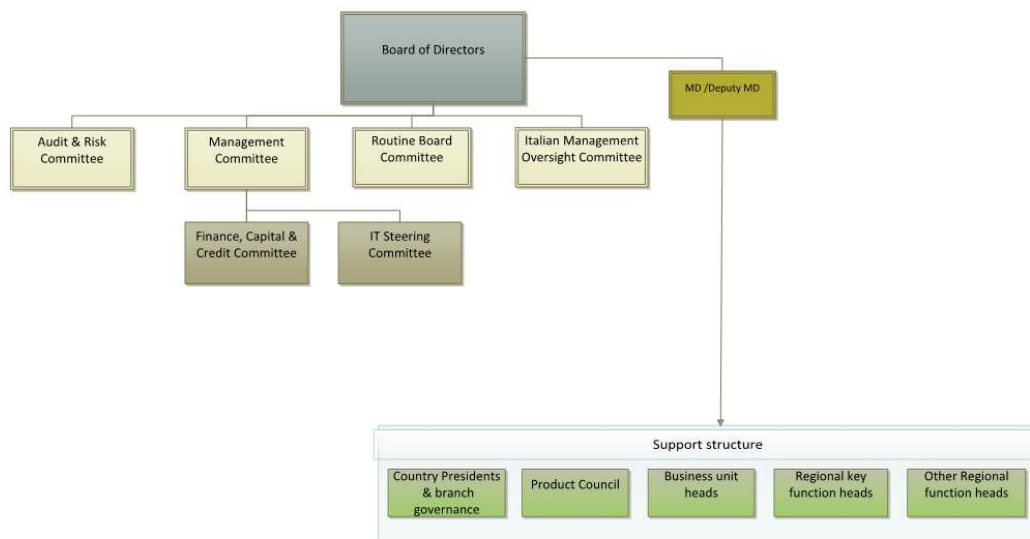 Board of Directors
MD /Deputy MD
Audit & Risk
Committee
Management
Committee
Routine Board
Committee
Italian Management
Oversight Committee
Finance, Capital &
Credit Committee
IT Steering
Committee
Support structure
Country Presidents
& branch
governance
Product Council
Business unit
heads
Regional key
function heads
Other Regional
function heads